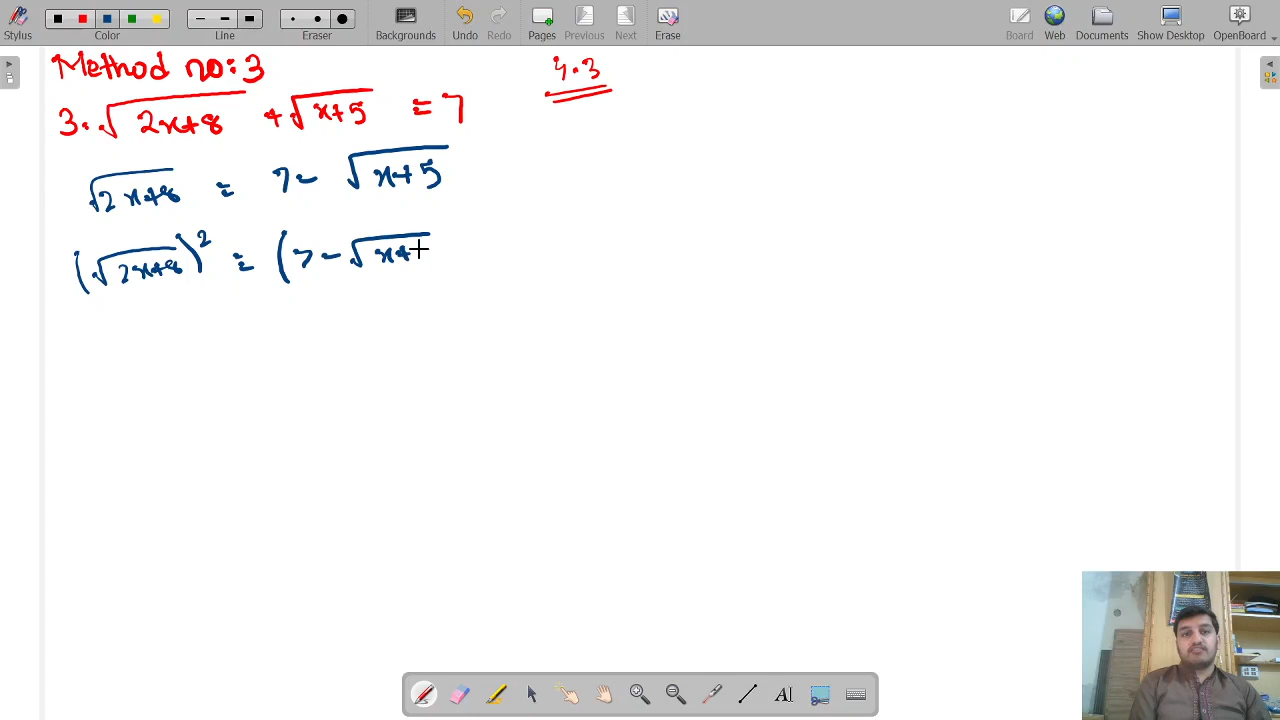 Stylus
Color
Line
Eraser
Backgrounds
Undo
Redo
Pages
Previous
Next
Erase
Board
Web
Documents
Show Desktop
OpenBoard
Method no:3
4.3
3. √2x+8 + √x+5 = 7
√2x+8 = 7 - √x+5
(√2x+8)² = (7 - √x+